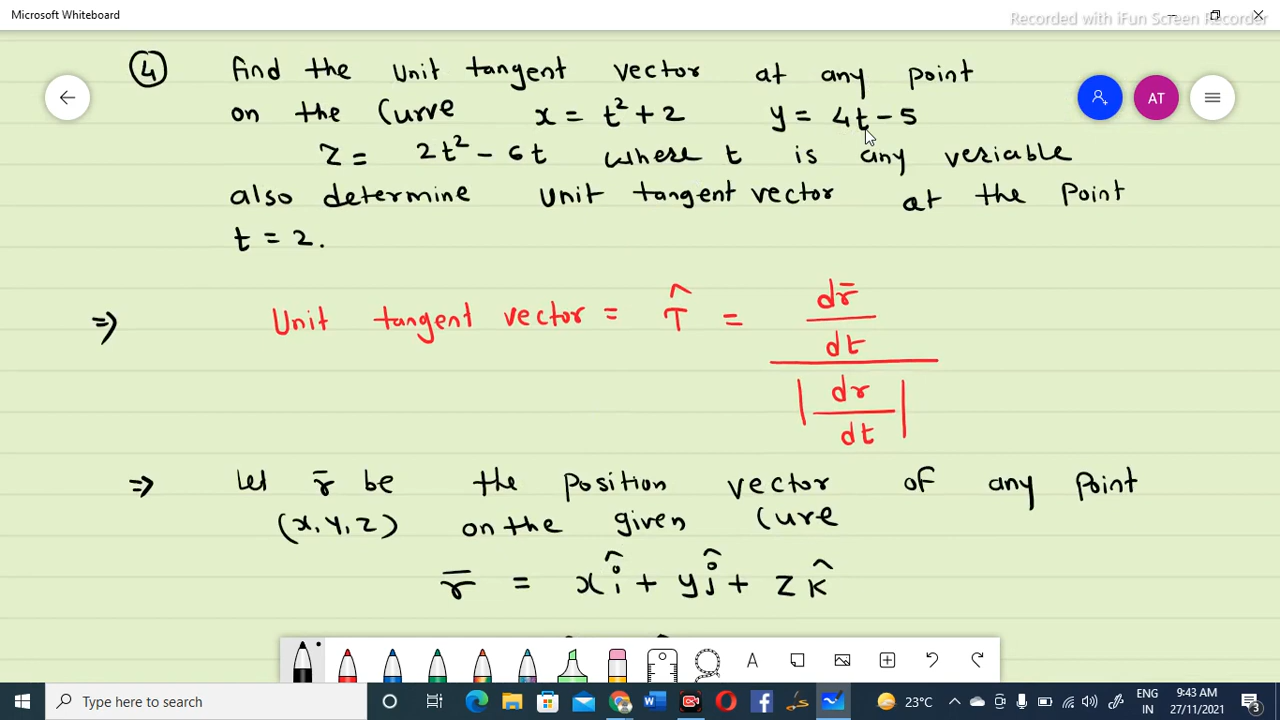 Microsoft Whiteboard
Recorded with iFun Screen Recorder
④ find the Unit tangent vector at any point
on the Curve x = t² + 2 y = 4t - 5
z = 2t² - 6t where t is any veriable
also determine Unit tangent vector at the Point
t = 2.
AT
⇒ Unit tangent vector = T̂ = (dr̄/dt) / |dr/dt|
⇒ Let r̄ be the position vector of any Point
(x, y, z) on the given Cure
r̄ = xî + yĵ + zk̂
A
Type here to search
23°C
ENG
IN
9:43 AM
27/11/2021
3